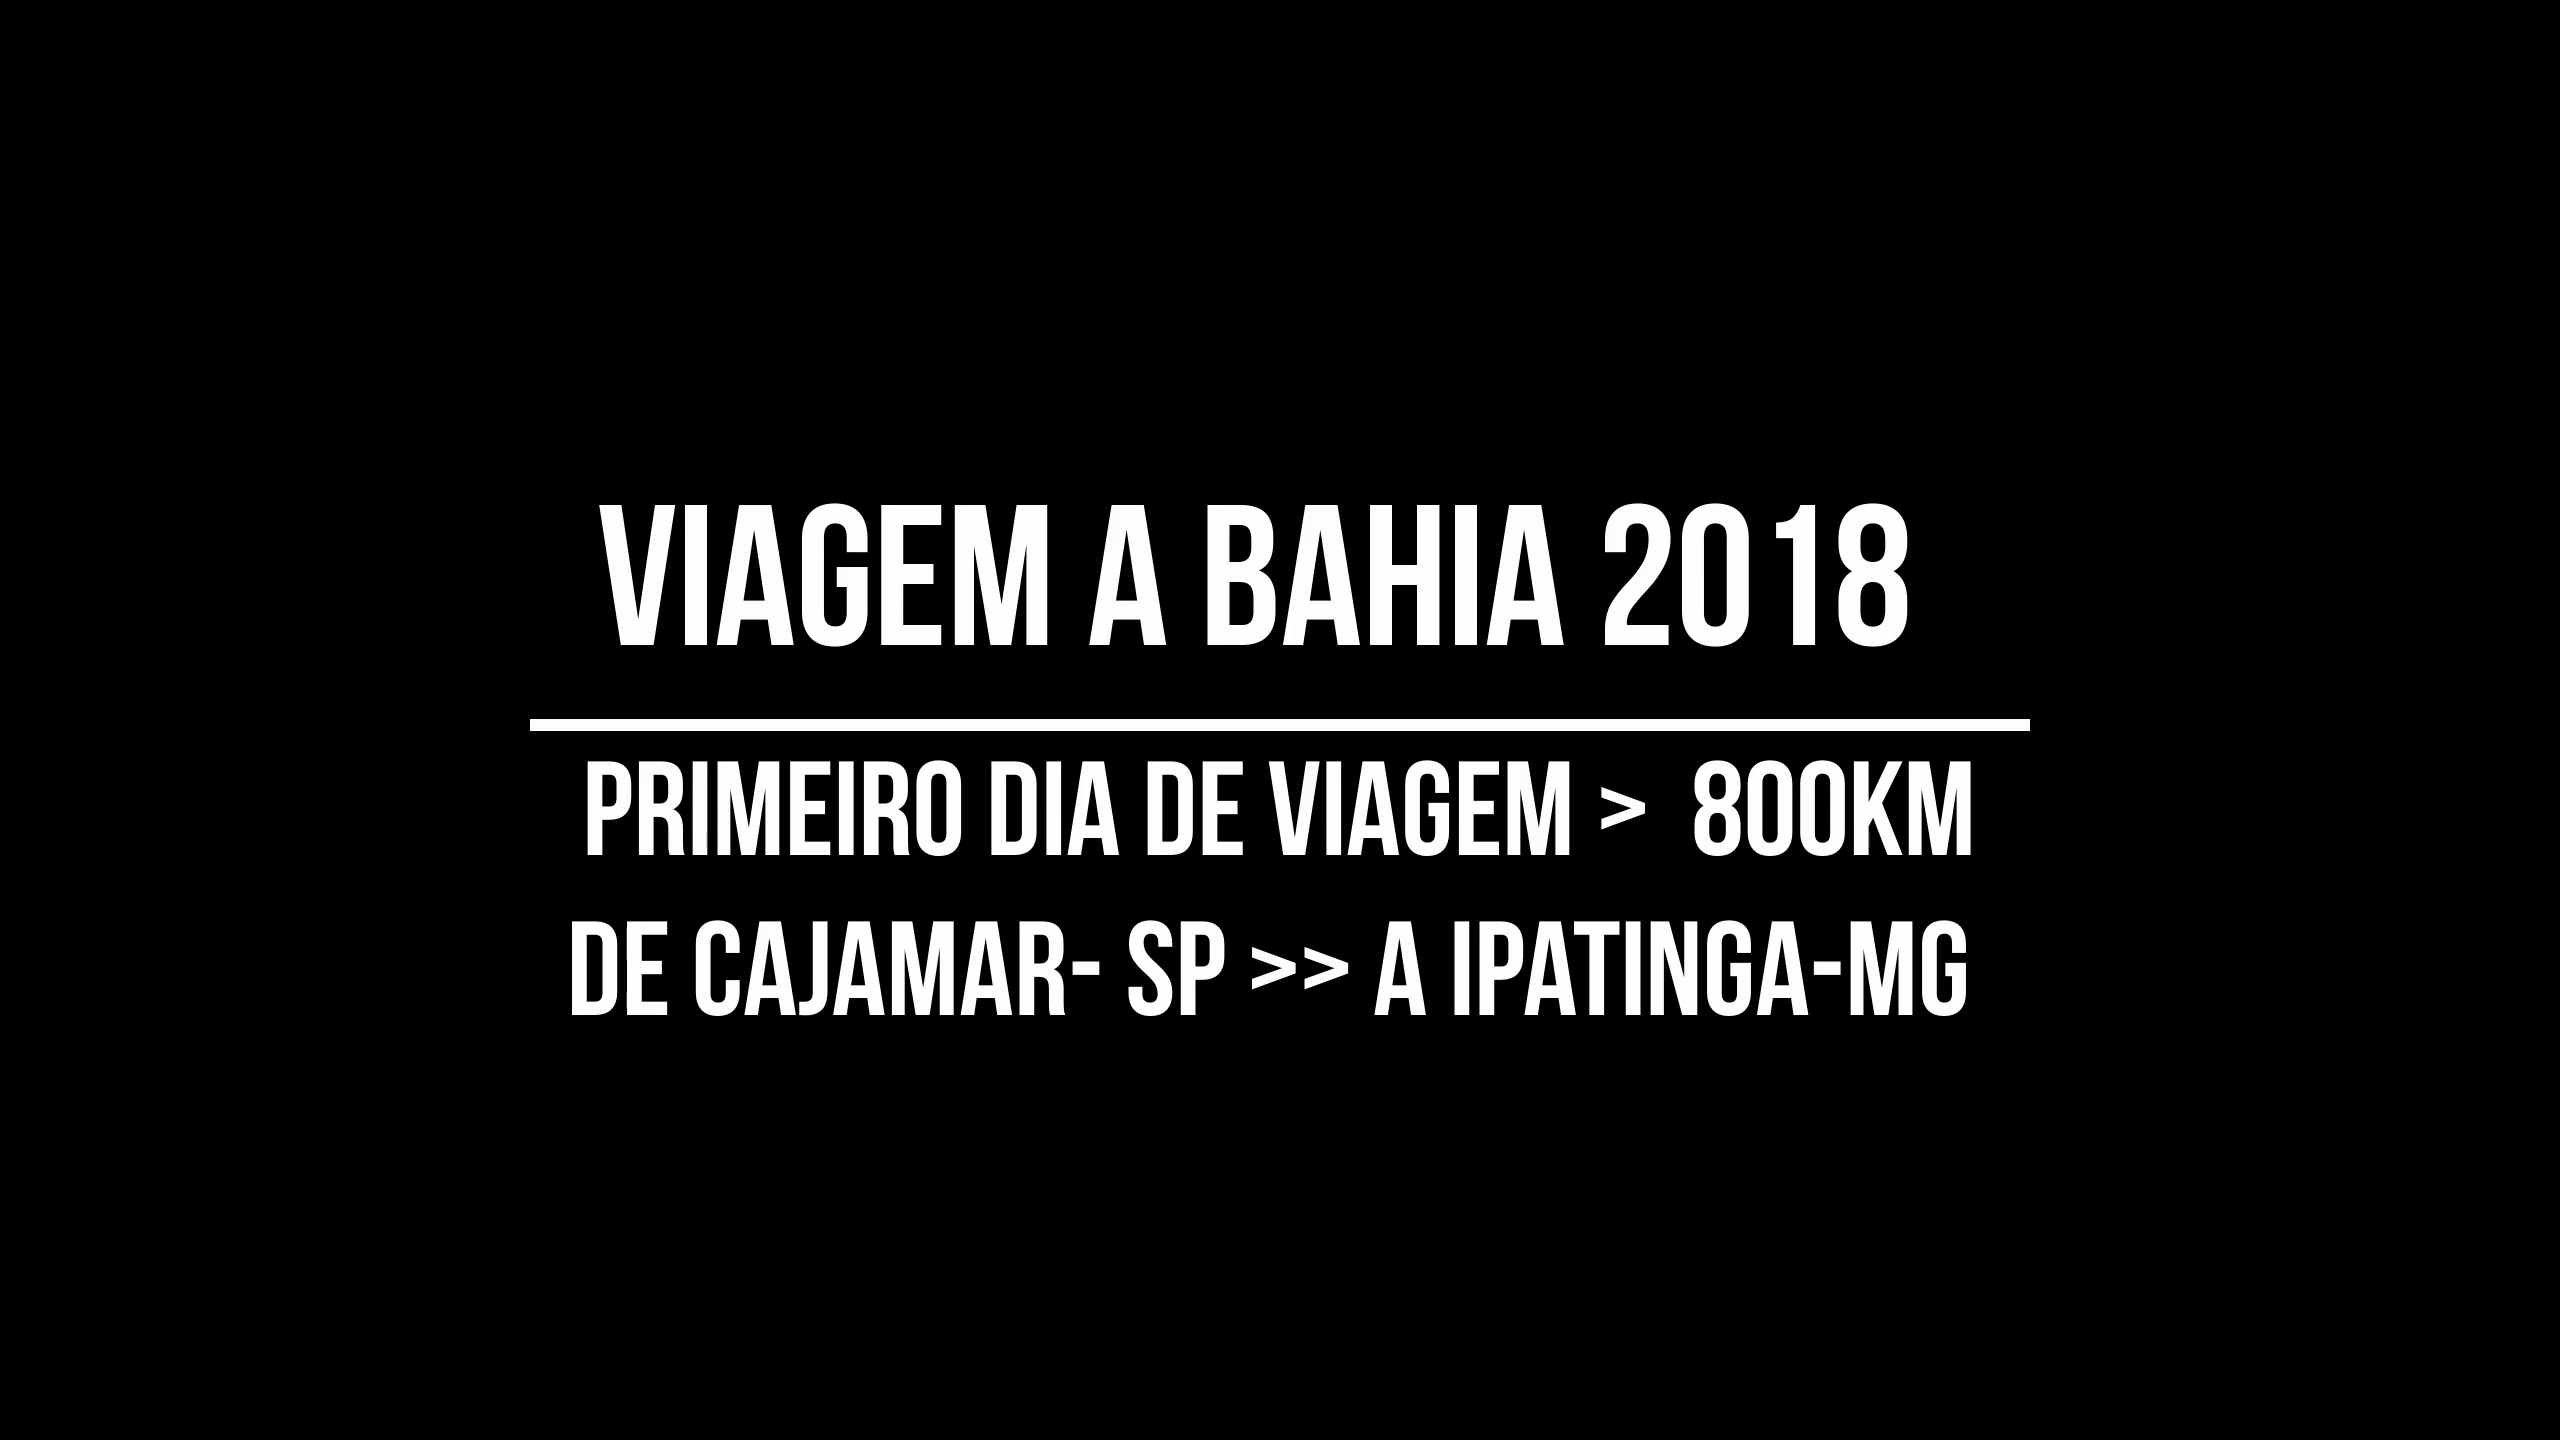 VIAGEM A BAHIA 2018
PRIMEIRO DIA DE VIAGEM >  800KM
DE CAJAMAR- SP >> A IPATINGA-MG